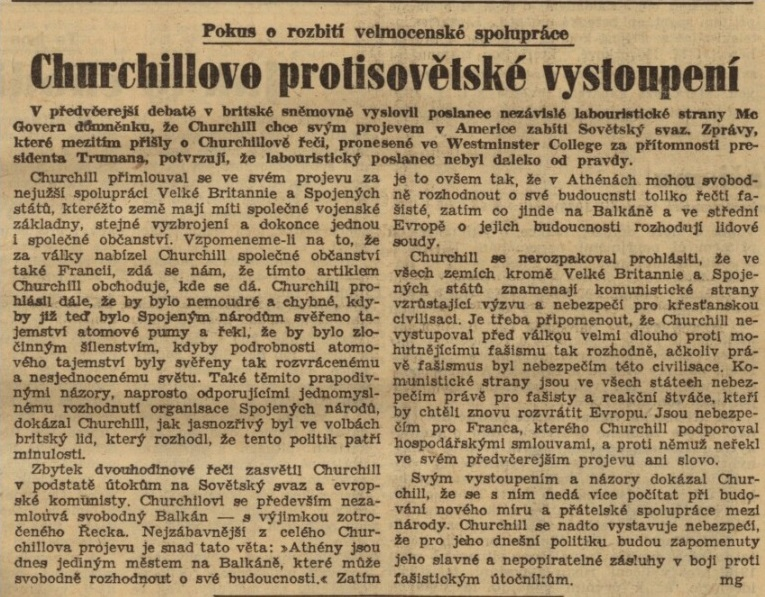 Pokus o rozbití velmocenské spolupráce
Churchillovo protisovětské vystoupení
V předvčerejší debatě v britské sněmovně vyslovil poslanec nezávislé labouristické strany Mc
Govern domněnku, že Churchill chce svým projevem v Americe zabíti Sovětský svaz. Zprávy,
které mezitím přišly o Churchillově řeči, pronesené ve Westminster College za přítomnosti pre-
sidenta Trumana, potvrzují, že labouristický poslanec nebyl daleko od pravdy.
Churchill přimlouval se ve svém projevu za
nejužší spolupráci Velké Britannie a Spojených
států, kteréžto země mají míti společné vojenské
základny, stejné vyzbrojení a dokonce jednou
i společné občanství. Vzpomeneme-li na to, že
za války nabízel Churchill společné občanství
také Francii, zdá se nám, že tímto artiklem
Churchill obchoduje, kde se dá. Churchill pro-
hlásil dále, že by bylo nemoudré a chybné, kdy-
by již teď bylo Spojeným národům svěřeno ta-
jemství atomové pumy a řekl, že by bylo zlo-
činným šílenstvím, kdyby podrobnosti atomo-
vého tajemství byly svěřeny tak rozvrácenému
a nesjednocenému světu. Také těmito prapodiv-
nými názory, naprosto odporujícími jednomysl-
nému rozhodnutí organisace Spojených národů,
dokázal Churchill, jak jasnozřivý byl ve volbách
britský lid, který rozhodl, že tento politik patří
minulosti.
Zbytek dvouhodinové řeči zasvětil Churchill
v podstatě útokům na Sovětský svaz a evrop-
ské komunisty. Churchilovi se především neza-
mlouvá svobodný Balkán — s výjimkou zotro-
čeného Řecka. Nejzábavnější z celého Chur-
chillova projevu je snad tato věta: »Athény jsou
dnes jediným městem na Balkáně, které může
svobodně rozhodnout o své budoucnosti.« Zatím
je to ovšem tak, že v Athénách mohou svobod-
ně rozhodnout o své budoucnsti toliko řečtí fa-
šisté, zatím co jinde na Balkáně a ve střední
Evropě o jejich budoucnosti rozhodují lidové
soudy.
Churchill se nerozpakoval prohlásiti, že ve
všech zemích kromě Velké Britannie a Spoje-
ných států znamenají komunistické strany
vzrůstající výzvu a nebezpečí pro křesťanskou
civilisaci. Je třeba připomenout, že Churchill ne-
vystupoval před válkou velmi dlouho proti mo-
hutnějícímu fašismu tak rozhodně, ačkoliv prá-
vě fašismus byl nebezpečím této civilisace. Ko-
munistické strany jsou ve všech státech nebez-
pečím právě pro fašisty a reakční štváče, kteří
by chtěli znovu rozvrátit Evropu. Jsou nebezpe-
čím pro Franca, kterého Churchill podporoval
hospodářskými smlouvami, a proti němuž neřekl
ve svém předvčerejším projevu ani slovo.
Svým vystoupením a názory dokázal Chur-
chill, že se s ním nedá více počítat při budo-
vání nového míru a přátelské spolupráce mezi
národy. Churchill se nadto vystavuje nebezpečí,
že pro jeho dnešní politiku budou zapomenuty
jeho slavné a nepopiratelné zásluhy v boji proti
fašistickým útočníkům. mg